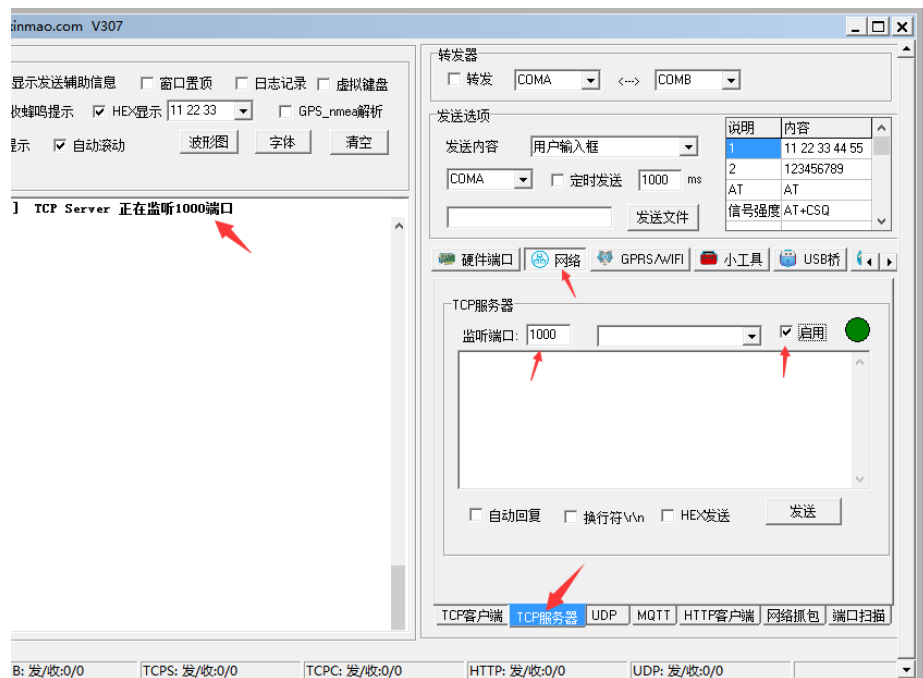 inmao.com V307
显示发送辅助信息 窗口置顶 日志记录 虚拟键盘
收蜂鸣提示 HEX显示 11 22 33 GPS_nmea解析
提示 自动滚动 波形图 字体 清空
] TCP Server 正在监听1000端口
转发器
转发 COMA <---> COMB
发送选项
发送内容 用户输入框
COMA 定时发送 1000 ms
发送文件
说明 内容
1 11 22 33 44 55
2 123456789
AT AT
信号强度 AT+CSQ
硬件端口 网络 GPRS/WIFI 小工具 USB桥
TCP服务器
监听端口: 1000 启用
自动回复 换行符\r\n HEX发送 发送
TCP客户端 TCP服务器 UDP MQTT HTTP客户端 网络抓包 端口扫描
B: 发/收:0/0 TCPS: 发/收:0/0 TCPC: 发/收:0/0 HTTP: 发/收:0/0 UDP: 发/收:0/0